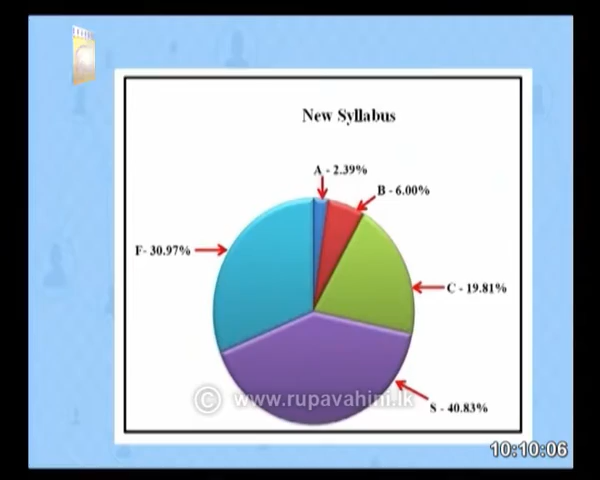 New Syllabus
A - 2.39%
B - 6.00%
F- 30.97%
C - 19.81%
© www.rupavahini.lk
S - 40.83%
10:10:06